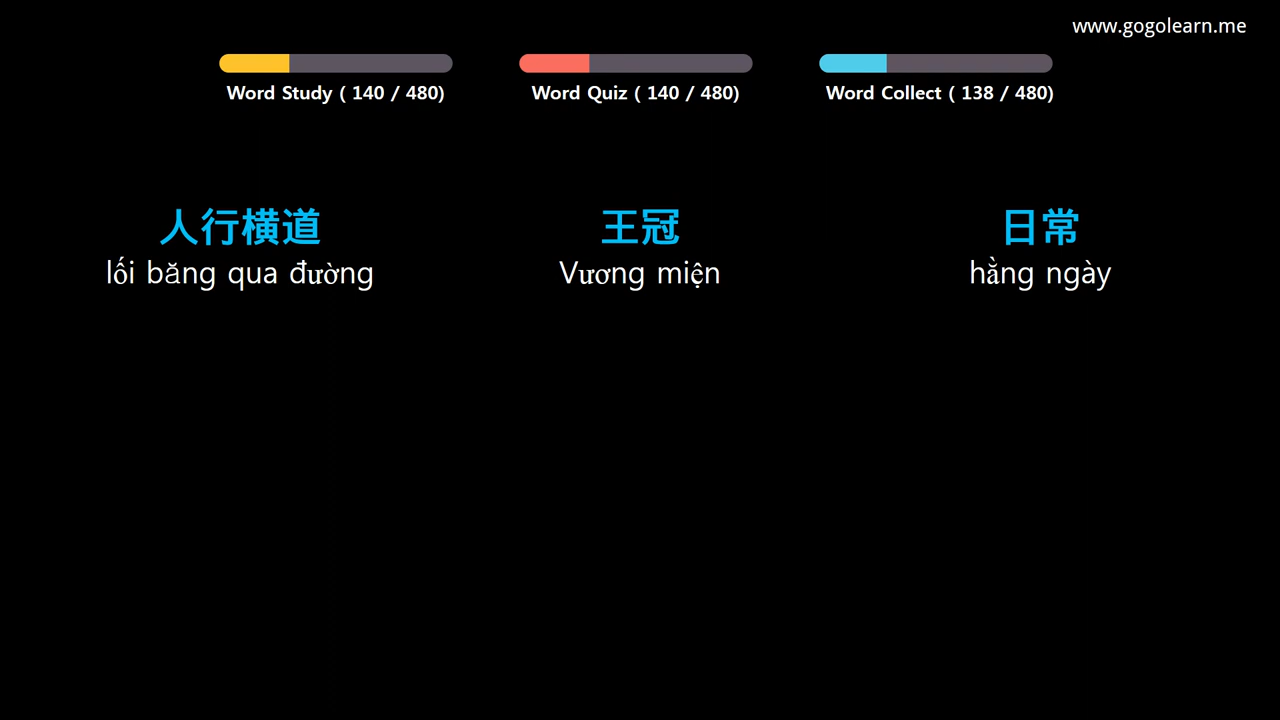 www.gogolearn.me
Word Study ( 140 / 480)
Word Quiz ( 140 / 480)
Word Collect ( 138 / 480)
人行横道
lối băng qua đường
王冠
Vương miện
日常
hằng ngày